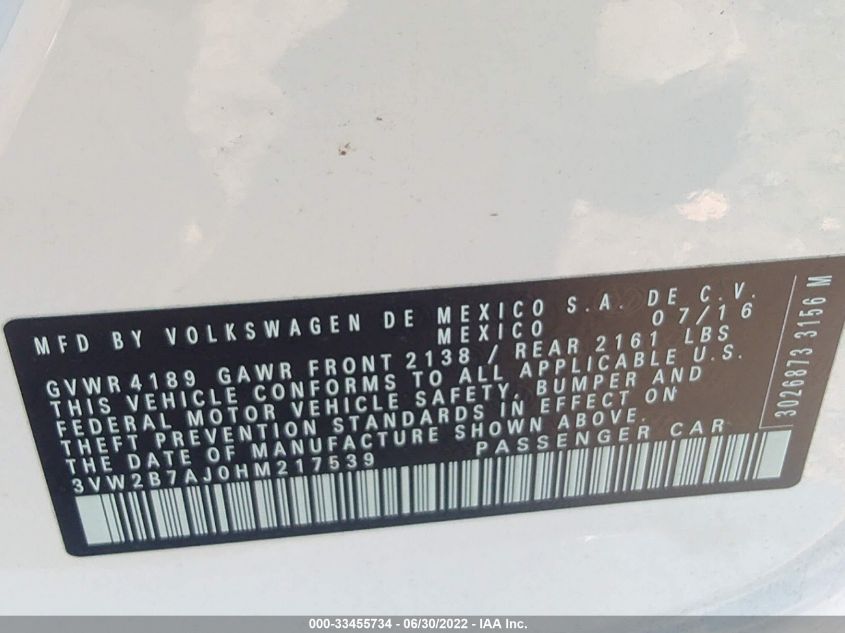 MFD BY VOLKSWAGEN DE MEXICO S.A. DE C.V.
MEXICO 07/16
GVWR 4189 GAWR FRONT 2138 / REAR 2161 LBS
THIS VEHICLE CONFORMS TO ALL APPLICABLE U.S.
FEDERAL MOTOR VEHICLE SAFETY, BUMPER AND
THEFT PREVENTION STANDARDS IN EFFECT ON
THE DATE OF MANUFACTURE SHOWN ABOVE.
3VW2B7AJ0HM217539 PASSENGER CAR
3026873 3156 M
000-33455734 - 06/30/2022 - IAA Inc.